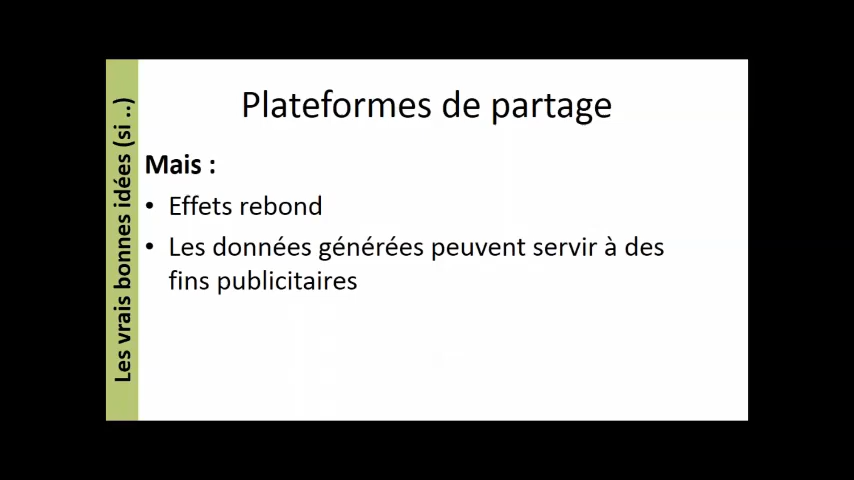 Plateformes de partage
Les vrais bonnes idées (si ..)
Mais :
• Effets rebond
• Les données générées peuvent servir à des
fins publicitaires